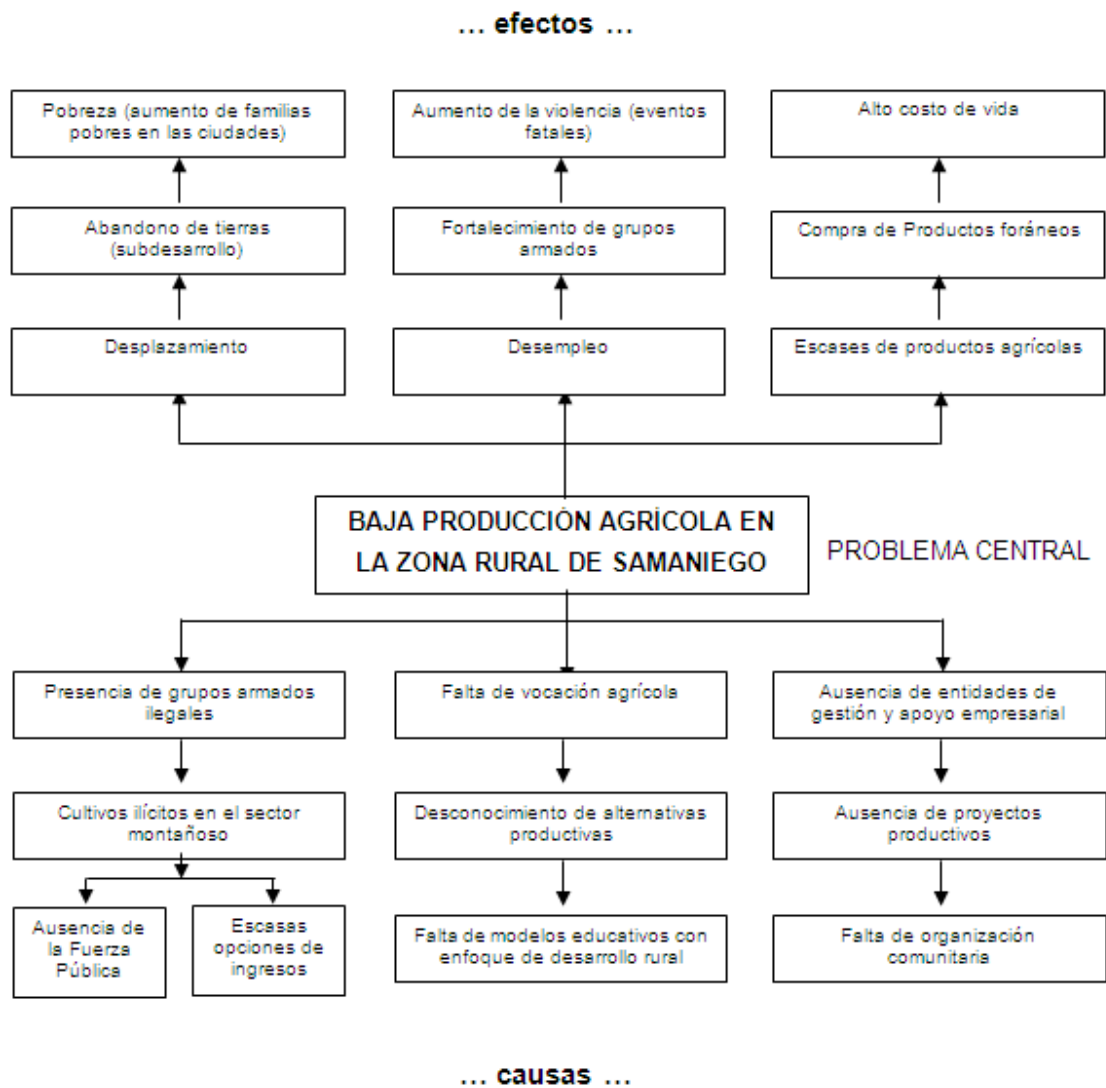 ... efectos ...
Pobreza (aumento de familias
pobres en las ciudades)
Aumento de la violencia (eventos
fatales)
Alto costo de vida
Abandono de tierras
(subdesarrollo)
Fortalecimiento de grupos
armados
Compra de Productos foráneos
Desplazamiento
Desempleo
Escases de productos agrícolas
BAJA PRODUCCIÓN AGRÍCOLA EN
LA ZONA RURAL DE SAMANIEGO
PROBLEMA CENTRAL
Presencia de grupos armados
ilegales
Falta de vocación agrícola
Ausencia de entidades de
gestión y apoyo empresarial
Cultivos ilícitos en el sector
montañoso
Desconocimiento de alternativas
productivas
Ausencia de proyectos
productivos
Ausencia de
la Fuerza
Pública
Escasas
opciones de
ingresos
Falta de modelos educativos con
enfoque de desarrollo rural
Falta de organización
comunitaria
... causas ...